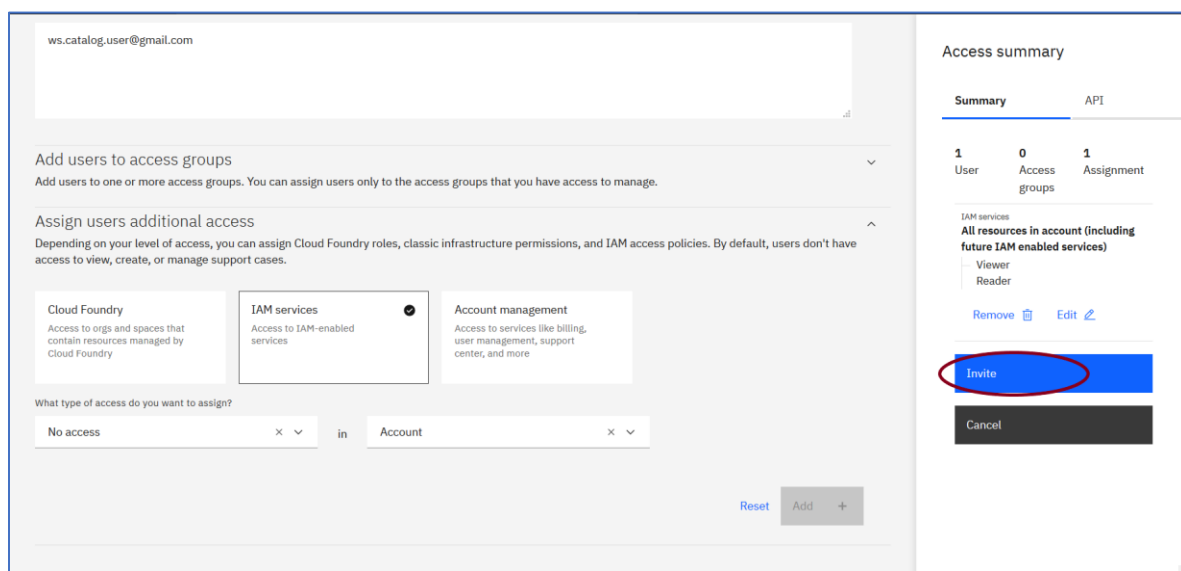 ws.catalog.user@gmail.com
Add users to access groups
Add users to one or more access groups. You can assign users only to the access groups that you have access to manage.
Assign users additional access
Depending on your level of access, you can assign Cloud Foundry roles, classic infrastructure permissions, and IAM access policies. By default, users don't have
access to view, create, or manage support cases.
Cloud Foundry
Access to orgs and spaces that
contain resources managed by
Cloud Foundry
IAM services
Access to IAM-enabled
services
Account management
Access to services like billing,
user management, support
center, and more
What type of access do you want to assign?
No access
in
Account
Reset
Add +
Access summary
Summary
API
1
User
0
Access
groups
1
Assignment
IAM services
All resources in account (including
future IAM enabled services)
Viewer
Reader
Remove
Edit
Invite
Cancel